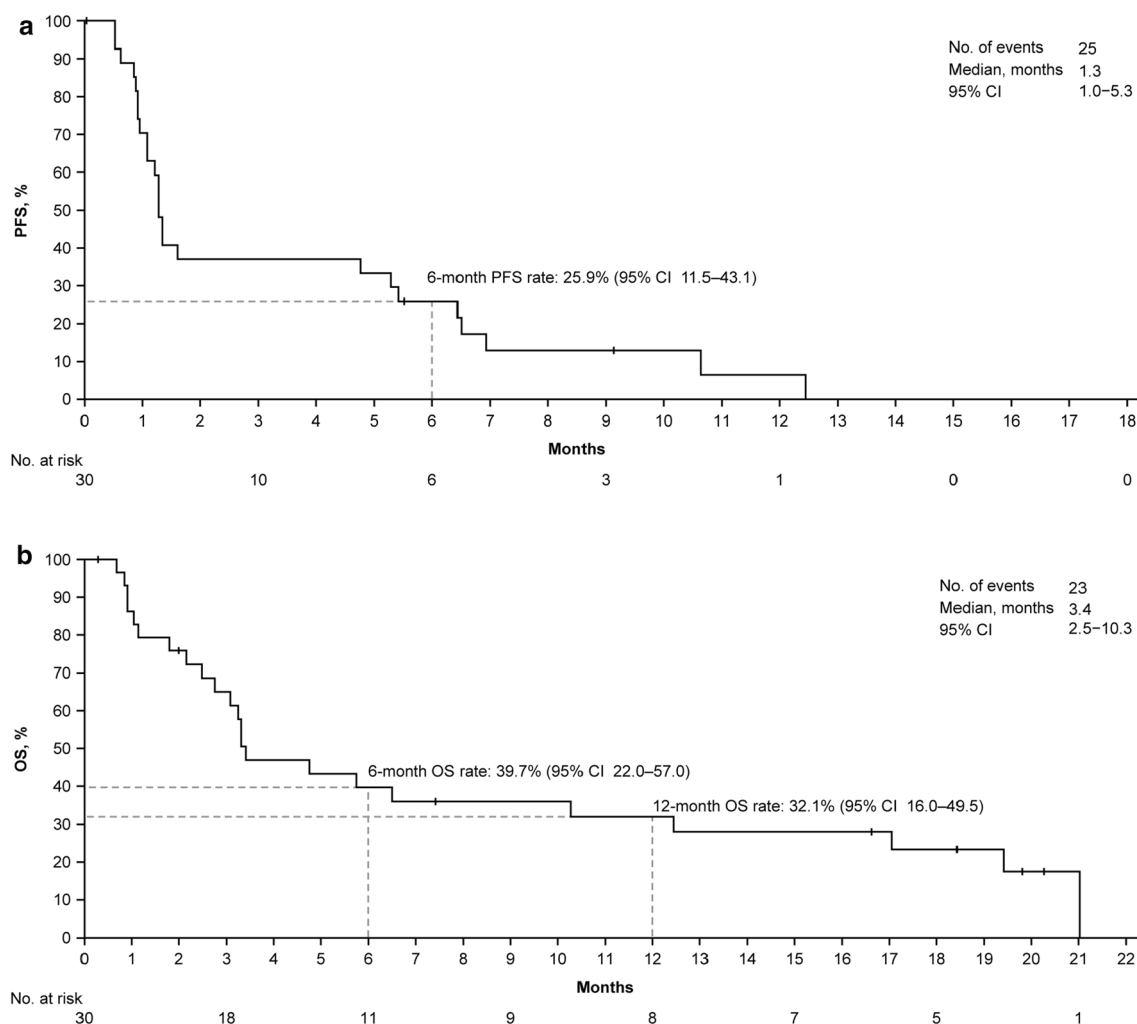 a
No. of events 25
Median, months 1.3
95% CI 1.0–5.3
PFS, %
100
90
80
70
60
50
40
30
20
10
0
6-month PFS rate: 25.9% (95% CI 11.5–43.1)
0 1 2 3 4 5 6 7 8 9 10 11 12 13 14 15 16 17 18
Months
No. at risk
30 10 6 3 1 0 0
b
No. of events 23
Median, months 3.4
95% CI 2.5–10.3
OS, %
100
90
80
70
60
50
40
30
20
10
0
6-month OS rate: 39.7% (95% CI 22.0–57.0)
12-month OS rate: 32.1% (95% CI 16.0–49.5)
0 1 2 3 4 5 6 7 8 9 10 11 12 13 14 15 16 17 18 19 20 21 22
Months
No. at risk
30 18 11 9 8 7 5 1